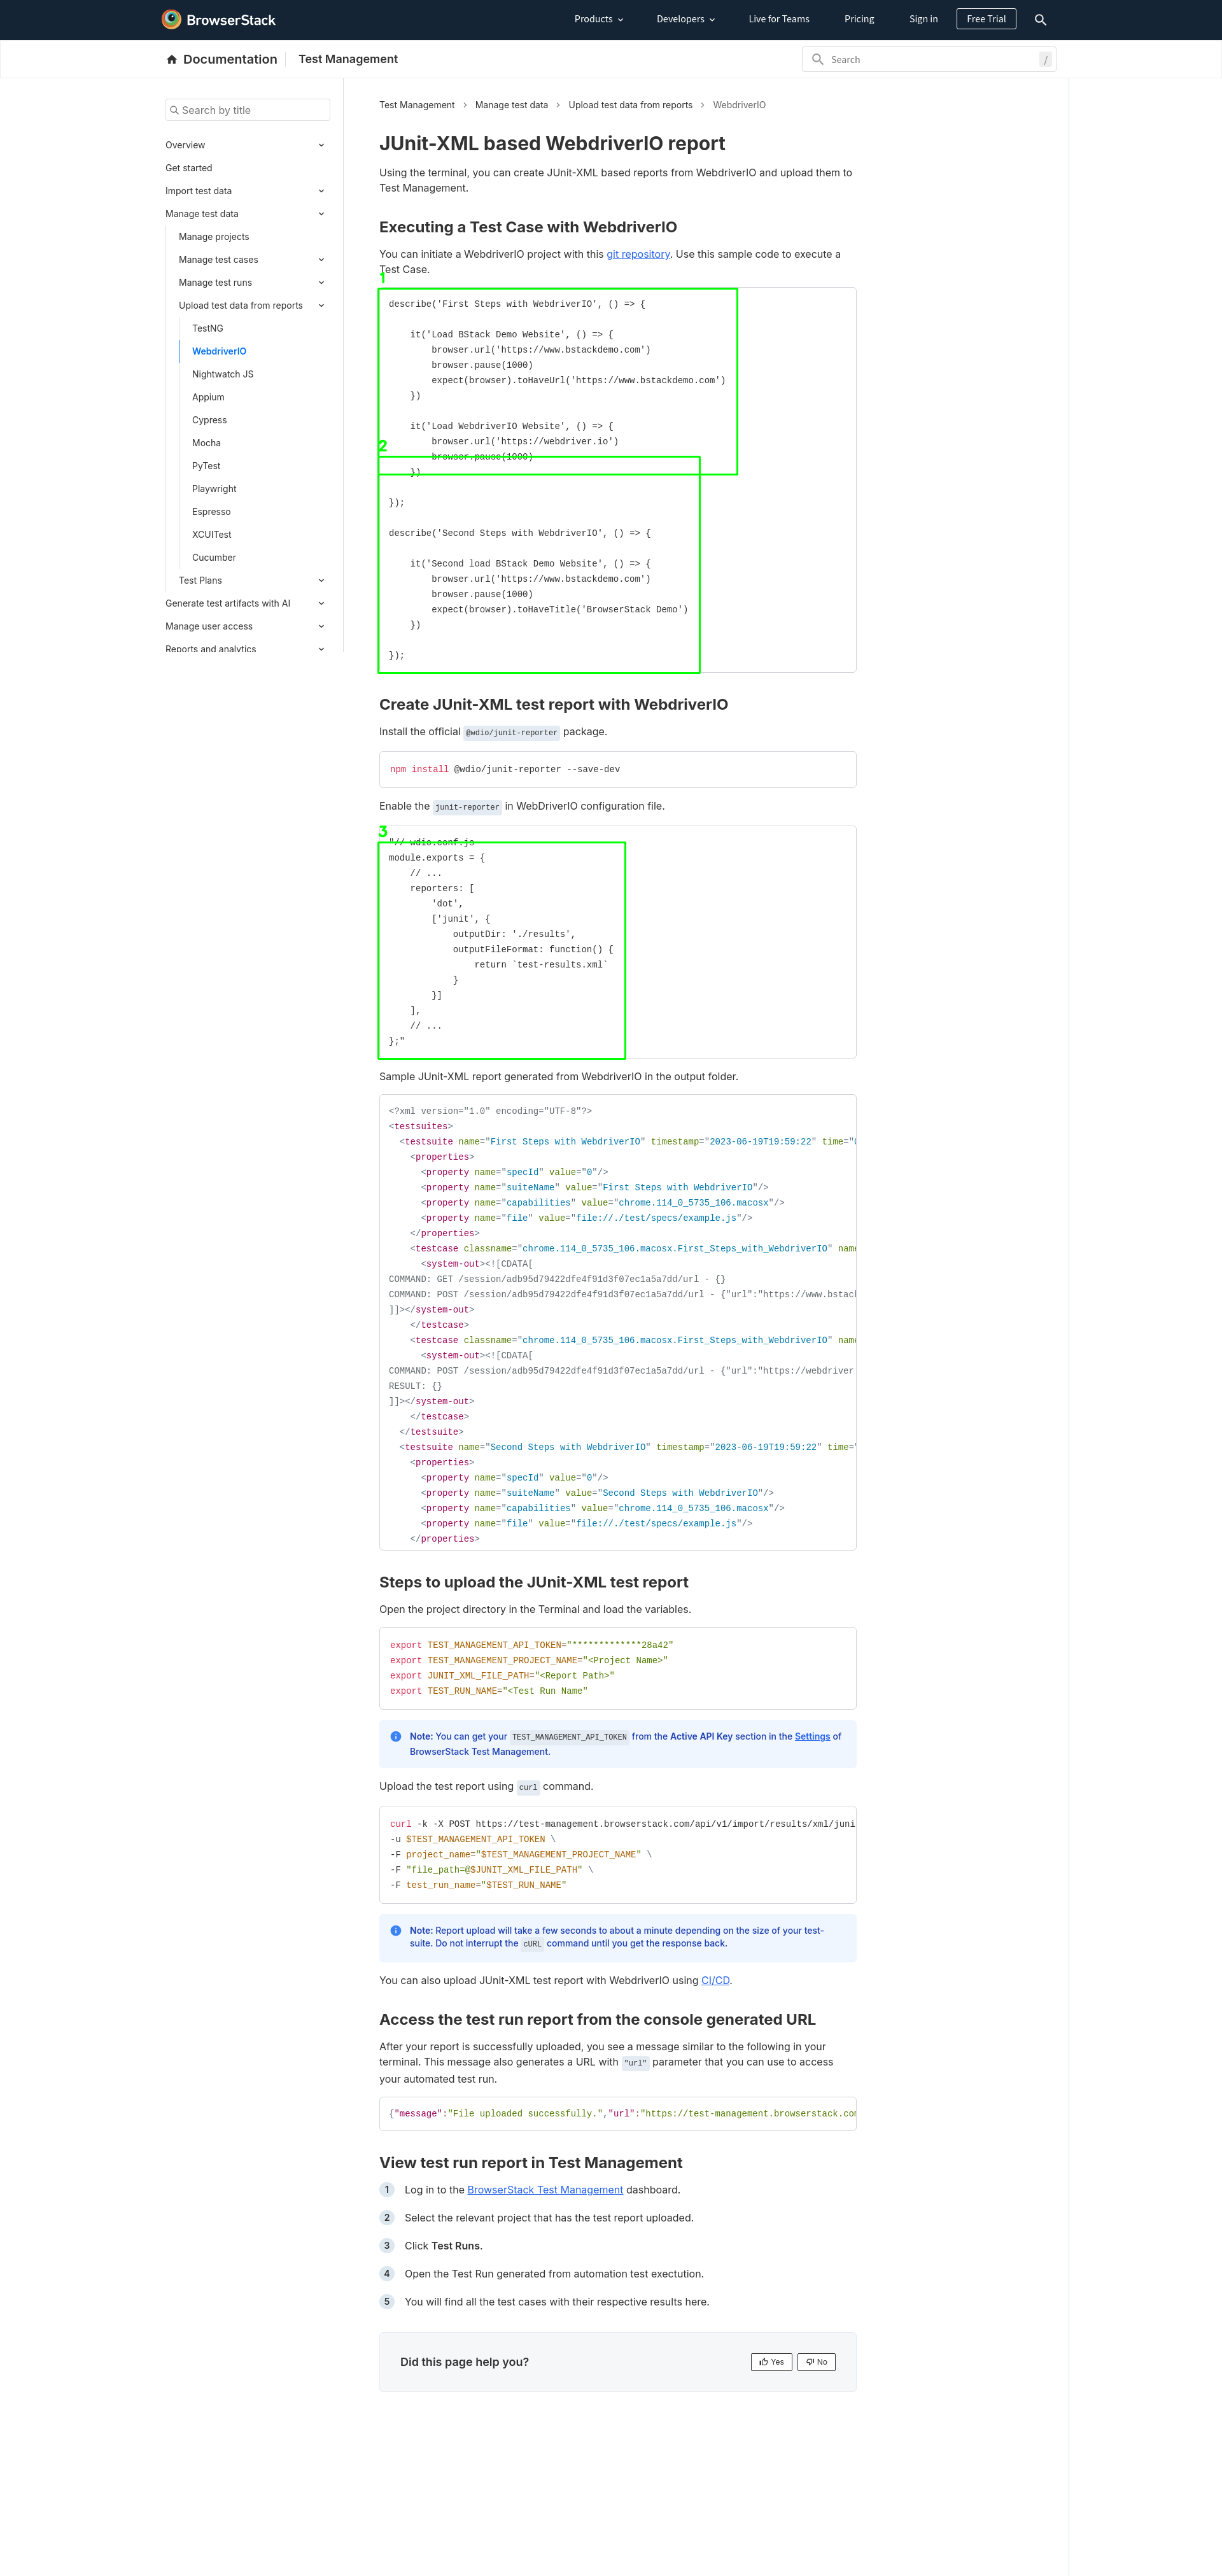 BrowserStack
Products
Developers
Live for Teams
Pricing
Sign in
Free Trial
Documentation
Test Management
Search
/
Search by title
Overview
Get started
Import test data
Manage test data
Manage projects
Manage test cases
Manage test runs
Upload test data from reports
TestNG
WebdriverIO
Nightwatch JS
Appium
Cypress
Mocha
PyTest
Playwright
Espresso
XCUITest
Cucumber
Test Plans
Generate test artifacts with AI
Manage user access
Reports and analytics
Test Management > Manage test data > Upload test data from reports > WebdriverIO
JUnit-XML based WebdriverIO report
Using the terminal, you can create JUnit-XML based reports from WebdriverIO and upload them to
Test Management.
Executing a Test Case with WebdriverIO
You can initiate a WebdriverIO project with this git repository. Use this sample code to execute a
Test Case.
1
describe('First Steps with WebdriverIO', () => {
    it('Load BStack Demo Website', () => {
        browser.url('https://www.bstackdemo.com')
        browser.pause(1000)
        expect(browser).toHaveUrl('https://www.bstackdemo.com')
    })
    it('Load WebdriverIO Website', () => {
        browser.url('https://webdriver.io')
2
        browser.pause(1000)
    })
});
describe('Second Steps with WebdriverIO', () => {
    it('Second load BStack Demo Website', () => {
        browser.url('https://www.bstackdemo.com')
        browser.pause(1000)
        expect(browser).toHaveTitle('BrowserStack Demo')
    })
});
Create JUnit-XML test report with WebdriverIO
Install the official @wdio/junit-reporter package.
npm install @wdio/junit-reporter --save-dev
Enable the junit-reporter in WebDriverIO configuration file.
3
"// wdio.conf.js
module.exports = {
    // ...
    reporters: [
        'dot',
        ['junit', {
            outputDir: './results',
            outputFileFormat: function() {
                return `test-results.xml`
            }
        }]
    ],
    // ...
};"
Sample JUnit-XML report generated from WebdriverIO in the output folder.
<?xml version="1.0" encoding="UTF-8"?>
<testsuites>
  <testsuite name="First Steps with WebdriverIO" timestamp="2023-06-19T19:59:22" time="0
    <properties>
      <property name="specId" value="0"/>
      <property name="suiteName" value="First Steps with WebdriverIO"/>
      <property name="capabilities" value="chrome.114_0_5735_106.macosx"/>
      <property name="file" value="file://./test/specs/example.js"/>
    </properties>
    <testcase classname="chrome.114_0_5735_106.macosx.First_Steps_with_WebdriverIO" name
      <system-out><![CDATA[
COMMAND: GET /session/adb95d79422dfe4f91d3f07ec1a5a7dd/url - {}
COMMAND: POST /session/adb95d79422dfe4f91d3f07ec1a5a7dd/url - {"url":"https://www.bstack
]]></system-out>
    </testcase>
    <testcase classname="chrome.114_0_5735_106.macosx.First_Steps_with_WebdriverIO" name
      <system-out><![CDATA[
COMMAND: POST /session/adb95d79422dfe4f91d3f07ec1a5a7dd/url - {"url":"https://webdriver
RESULT: {}
]]></system-out>
    </testcase>
  </testsuite>
  <testsuite name="Second Steps with WebdriverIO" timestamp="2023-06-19T19:59:22" time="
    <properties>
      <property name="specId" value="0"/>
      <property name="suiteName" value="Second Steps with WebdriverIO"/>
      <property name="capabilities" value="chrome.114_0_5735_106.macosx"/>
      <property name="file" value="file://./test/specs/example.js"/>
    </properties>
Steps to upload the JUnit-XML test report
Open the project directory in the Terminal and load the variables.
export TEST_MANAGEMENT_API_TOKEN="*************28a42"
export TEST_MANAGEMENT_PROJECT_NAME="<Project Name>"
export JUNIT_XML_FILE_PATH="<Report Path>"
export TEST_RUN_NAME="<Test Run Name"
Note: You can get your TEST_MANAGEMENT_API_TOKEN from the Active API Key section in the Settings of
BrowserStack Test Management.
Upload the test report using curl command.
curl -k -X POST https://test-management.browserstack.com/api/v1/import/results/xml/juni
-u $TEST_MANAGEMENT_API_TOKEN \
-F project_name="$TEST_MANAGEMENT_PROJECT_NAME" \
-F "file_path=@$JUNIT_XML_FILE_PATH" \
-F test_run_name="$TEST_RUN_NAME"
Note: Report upload will take a few seconds to about a minute depending on the size of your test-
suite. Do not interrupt the cURL command until you get the response back.
You can also upload JUnit-XML test report with WebdriverIO using CI/CD.
Access the test run report from the console generated URL
After your report is successfully uploaded, you see a message similar to the following in your
terminal. This message also generates a URL with "url" parameter that you can use to access
your automated test run.
{"message":"File uploaded successfully.","url":"https://test-management.browserstack.com
View test run report in Test Management
1 Log in to the BrowserStack Test Management dashboard.
2 Select the relevant project that has the test report uploaded.
3 Click Test Runs.
4 Open the Test Run generated from automation test exectution.
5 You will find all the test cases with their respective results here.
Did this page help you?
Yes
No